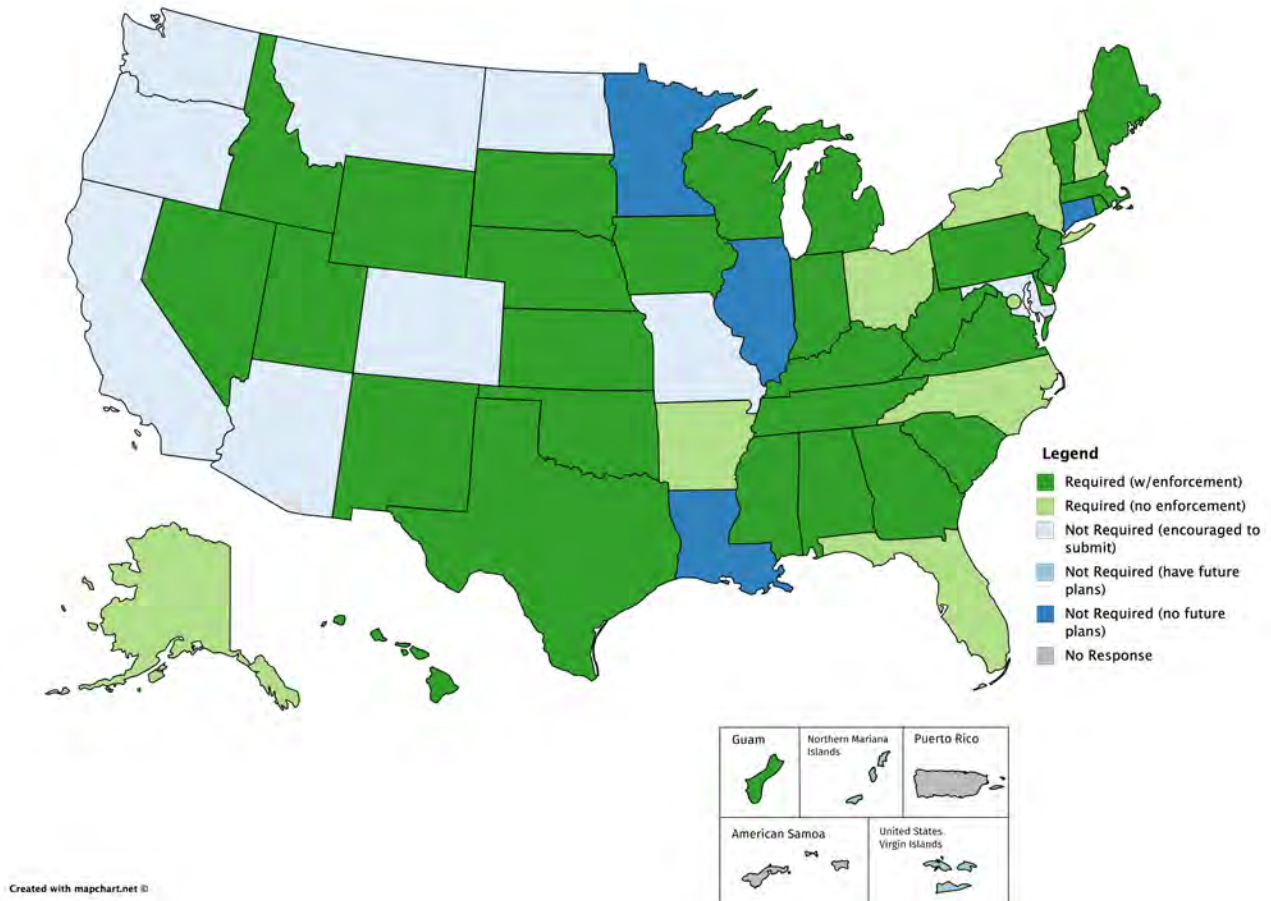 Legend
Required (w/enforcement)
Required (no enforcement)
Not Required (encouraged to
submit)
Not Required (have future
plans)
Not Required (no future
plans)
No Response
Guam
Northern Mariana
Islands
Puerto Rico
American Samoa
United States
Virgin Islands
Created with mapchart.net ©